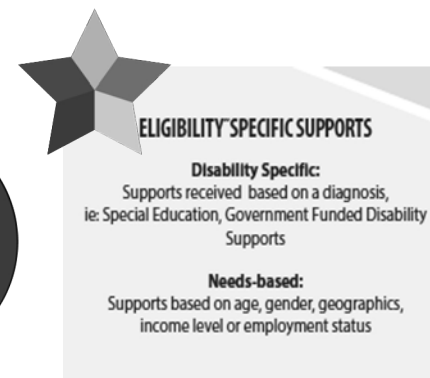 ELIGIBILITY SPECIFIC SUPPORTS
Disability Specific:
Supports received based on a diagnosis,
ie: Special Education, Government Funded Disability
Supports
Needs-based:
Supports based on age, gender, geographics,
income level or employment status